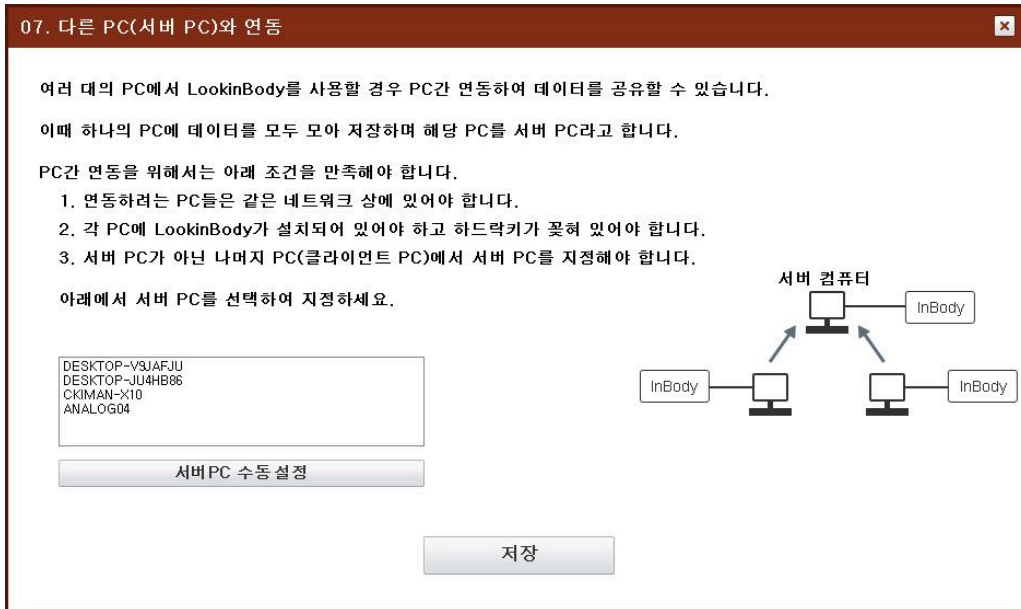 07. 다른 PC(서버 PC)와 연동
여러 대의 PC에서 LookinBody를 사용할 경우 PC간 연동하여 데이터를 공유할 수 있습니다.
이때 하나의 PC에 데이터를 모두 모아 저장하며 해당 PC를 서버 PC라고 합니다.
PC간 연동을 위해서는 아래 조건을 만족해야 합니다.
1. 연동하려는 PC들은 같은 네트워크 상에 있어야 합니다.
2. 각 PC에 LookinBody가 설치되어 있어야 하고 하드락키가 꽂혀 있어야 합니다.
3. 서버 PC가 아닌 나머지 PC(클라이언트 PC)에서 서버 PC를 지정해야 합니다.
아래에서 서버 PC를 선택하여 지정하세요.
서버 컴퓨터
InBody
InBody
InBody
DESKTOP-V9JAFJU
DESKTOP-JU4HB86
CKIMAN-X10
ANALOG04
서버PC 수동설정
저장